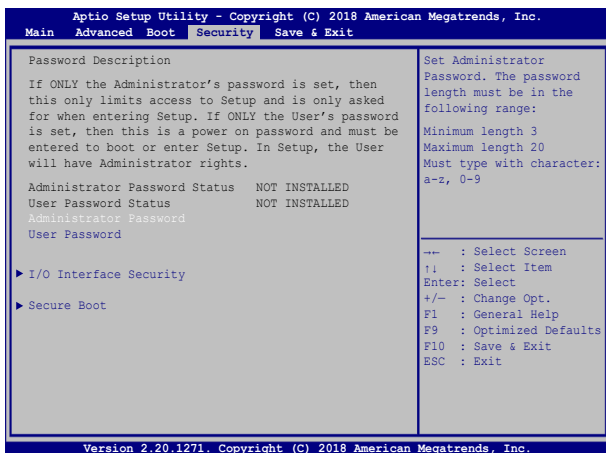 Aptio Setup Utility - Copyright (C) 2018 American Megatrends, Inc.
Main Advanced Boot Security Save & Exit
Password Description
If ONLY the Administrator's password is set, then
this only limits access to Setup and is only asked
for when entering Setup. If ONLY the User's password
is set, then this is a power on password and must be
entered to boot or enter Setup. In Setup, the User
will have Administrator rights.
Administrator Password Status NOT INSTALLED
User Password Status NOT INSTALLED
Administrator Password
User Password
▶ I/O Interface Security
▶ Secure Boot
Set Administrator
Password. The password
length must be in the
following range:
Minimum length 3
Maximum length 20
Must type with character:
a-z, 0-9
→← : Select Screen
↑↓ : Select Item
Enter: Select
+/— : Change Opt.
F1 : General Help
F9 : Optimized Defaults
F10 : Save & Exit
ESC : Exit
Version 2.20.1271. Copyright (C) 2018 American Megatrends, Inc.